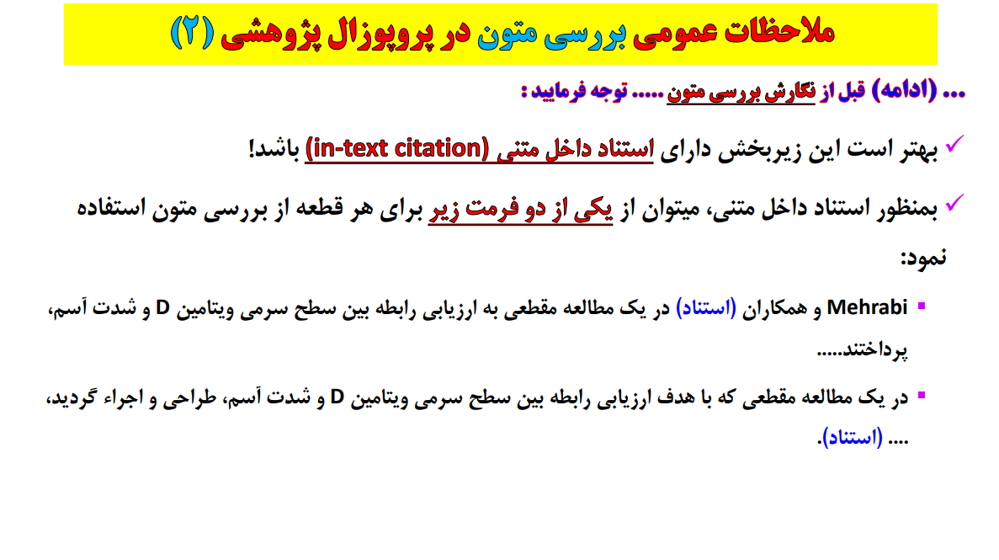 ملاحظات عمومی بررسی متون در پروپوزال پژوهشی (۲)
... (ادامه) قبل از نگارش بررسی متون ..... توجه فرمایید :
✓ بهتر است این زیربخش دارای استناد داخل متنی (in-text citation) باشد!
✓ بمنظور استناد داخل متنی، میتوان از یکی از دو فرمت زیر برای هر قطعه از بررسی متون استفاده
نمود:
▪ Mehrabi و همکاران (استناد) در یک مطالعه مقطعی به ارزیابی رابطه بین سطح سرمی ویتامین D و شدت آسم،
پرداختند.....
▪ در یک مطالعه مقطعی که با هدف ارزیابی رابطه بین سطح سرمی ویتامین D و شدت آسم، طراحی و اجراء گردید،
.... (استناد).